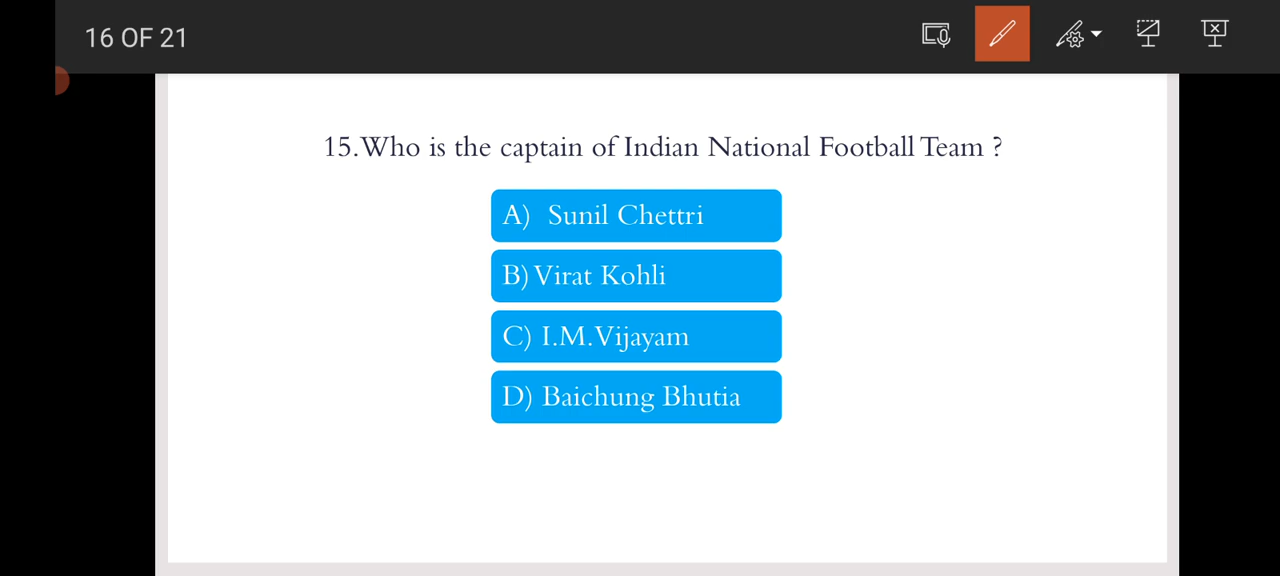 16 OF 21
15.Who is the captain of Indian National Football Team ?
A) Sunil Chettri
B) Virat Kohli
C) I.M.Vijayam
D) Baichung Bhutia